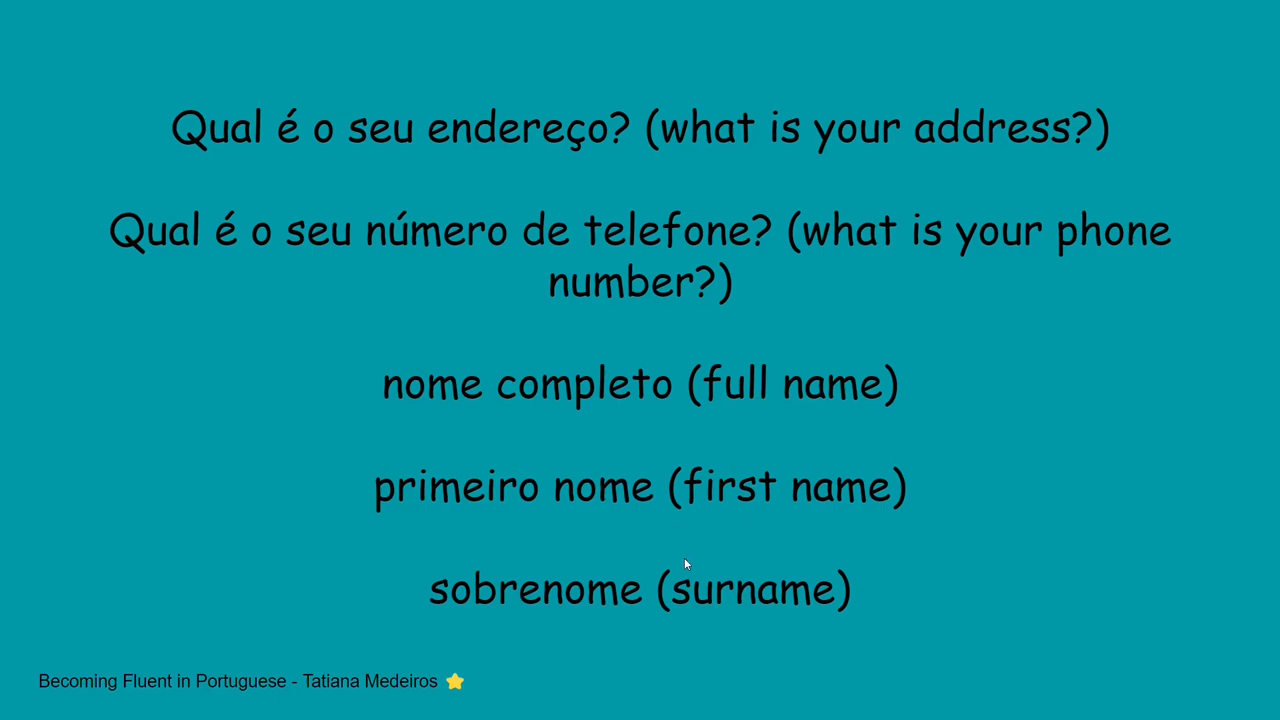 Qual é o seu endereço? (what is your address?)
Qual é o seu número de telefone? (what is your phone
number?)
nome completo (full name)
primeiro nome (first name)
sobrenome (surname)
Becoming Fluent in Portuguese - Tatiana Medeiros ⭐